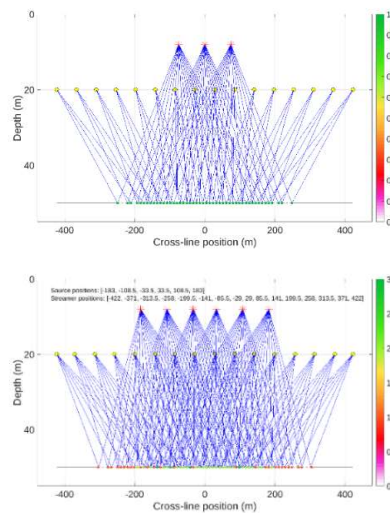 0
20
40
Depth (m)
-400
-200
0
200
400
Cross-line position (m)
Source positions: [-183, -108.5, -33.5, 33.5, 108.5, 183]
Streamer positions: [-422, -371, -313.5, -258, -199.5, -141, -85.5, -29, 29, 85.5, 141, 199.5, 258, 313.5, 371, 422]
0
20
40
Depth (m)
-400
-200
0
200
400
Cross-line position (m)